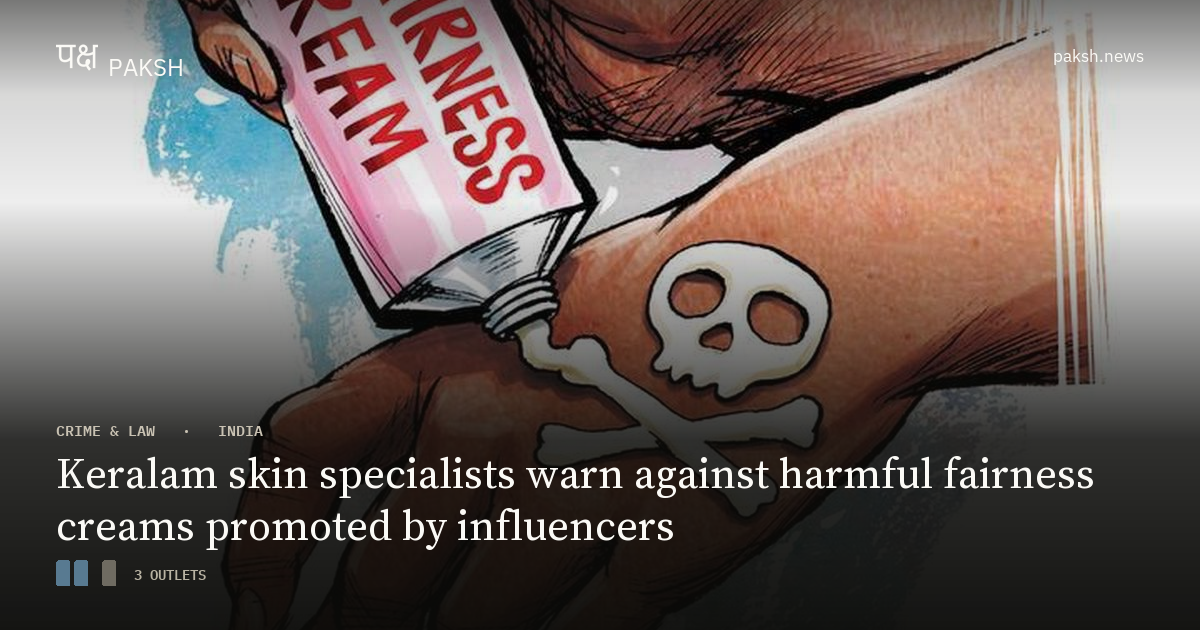 पक्ष PAKSH
paksh.news
CREAM
FAIRNESS
CRIME & LAW · INDIA
Keralam skin specialists warn against harmful fairness
creams promoted by influencers
3 OUTLETS